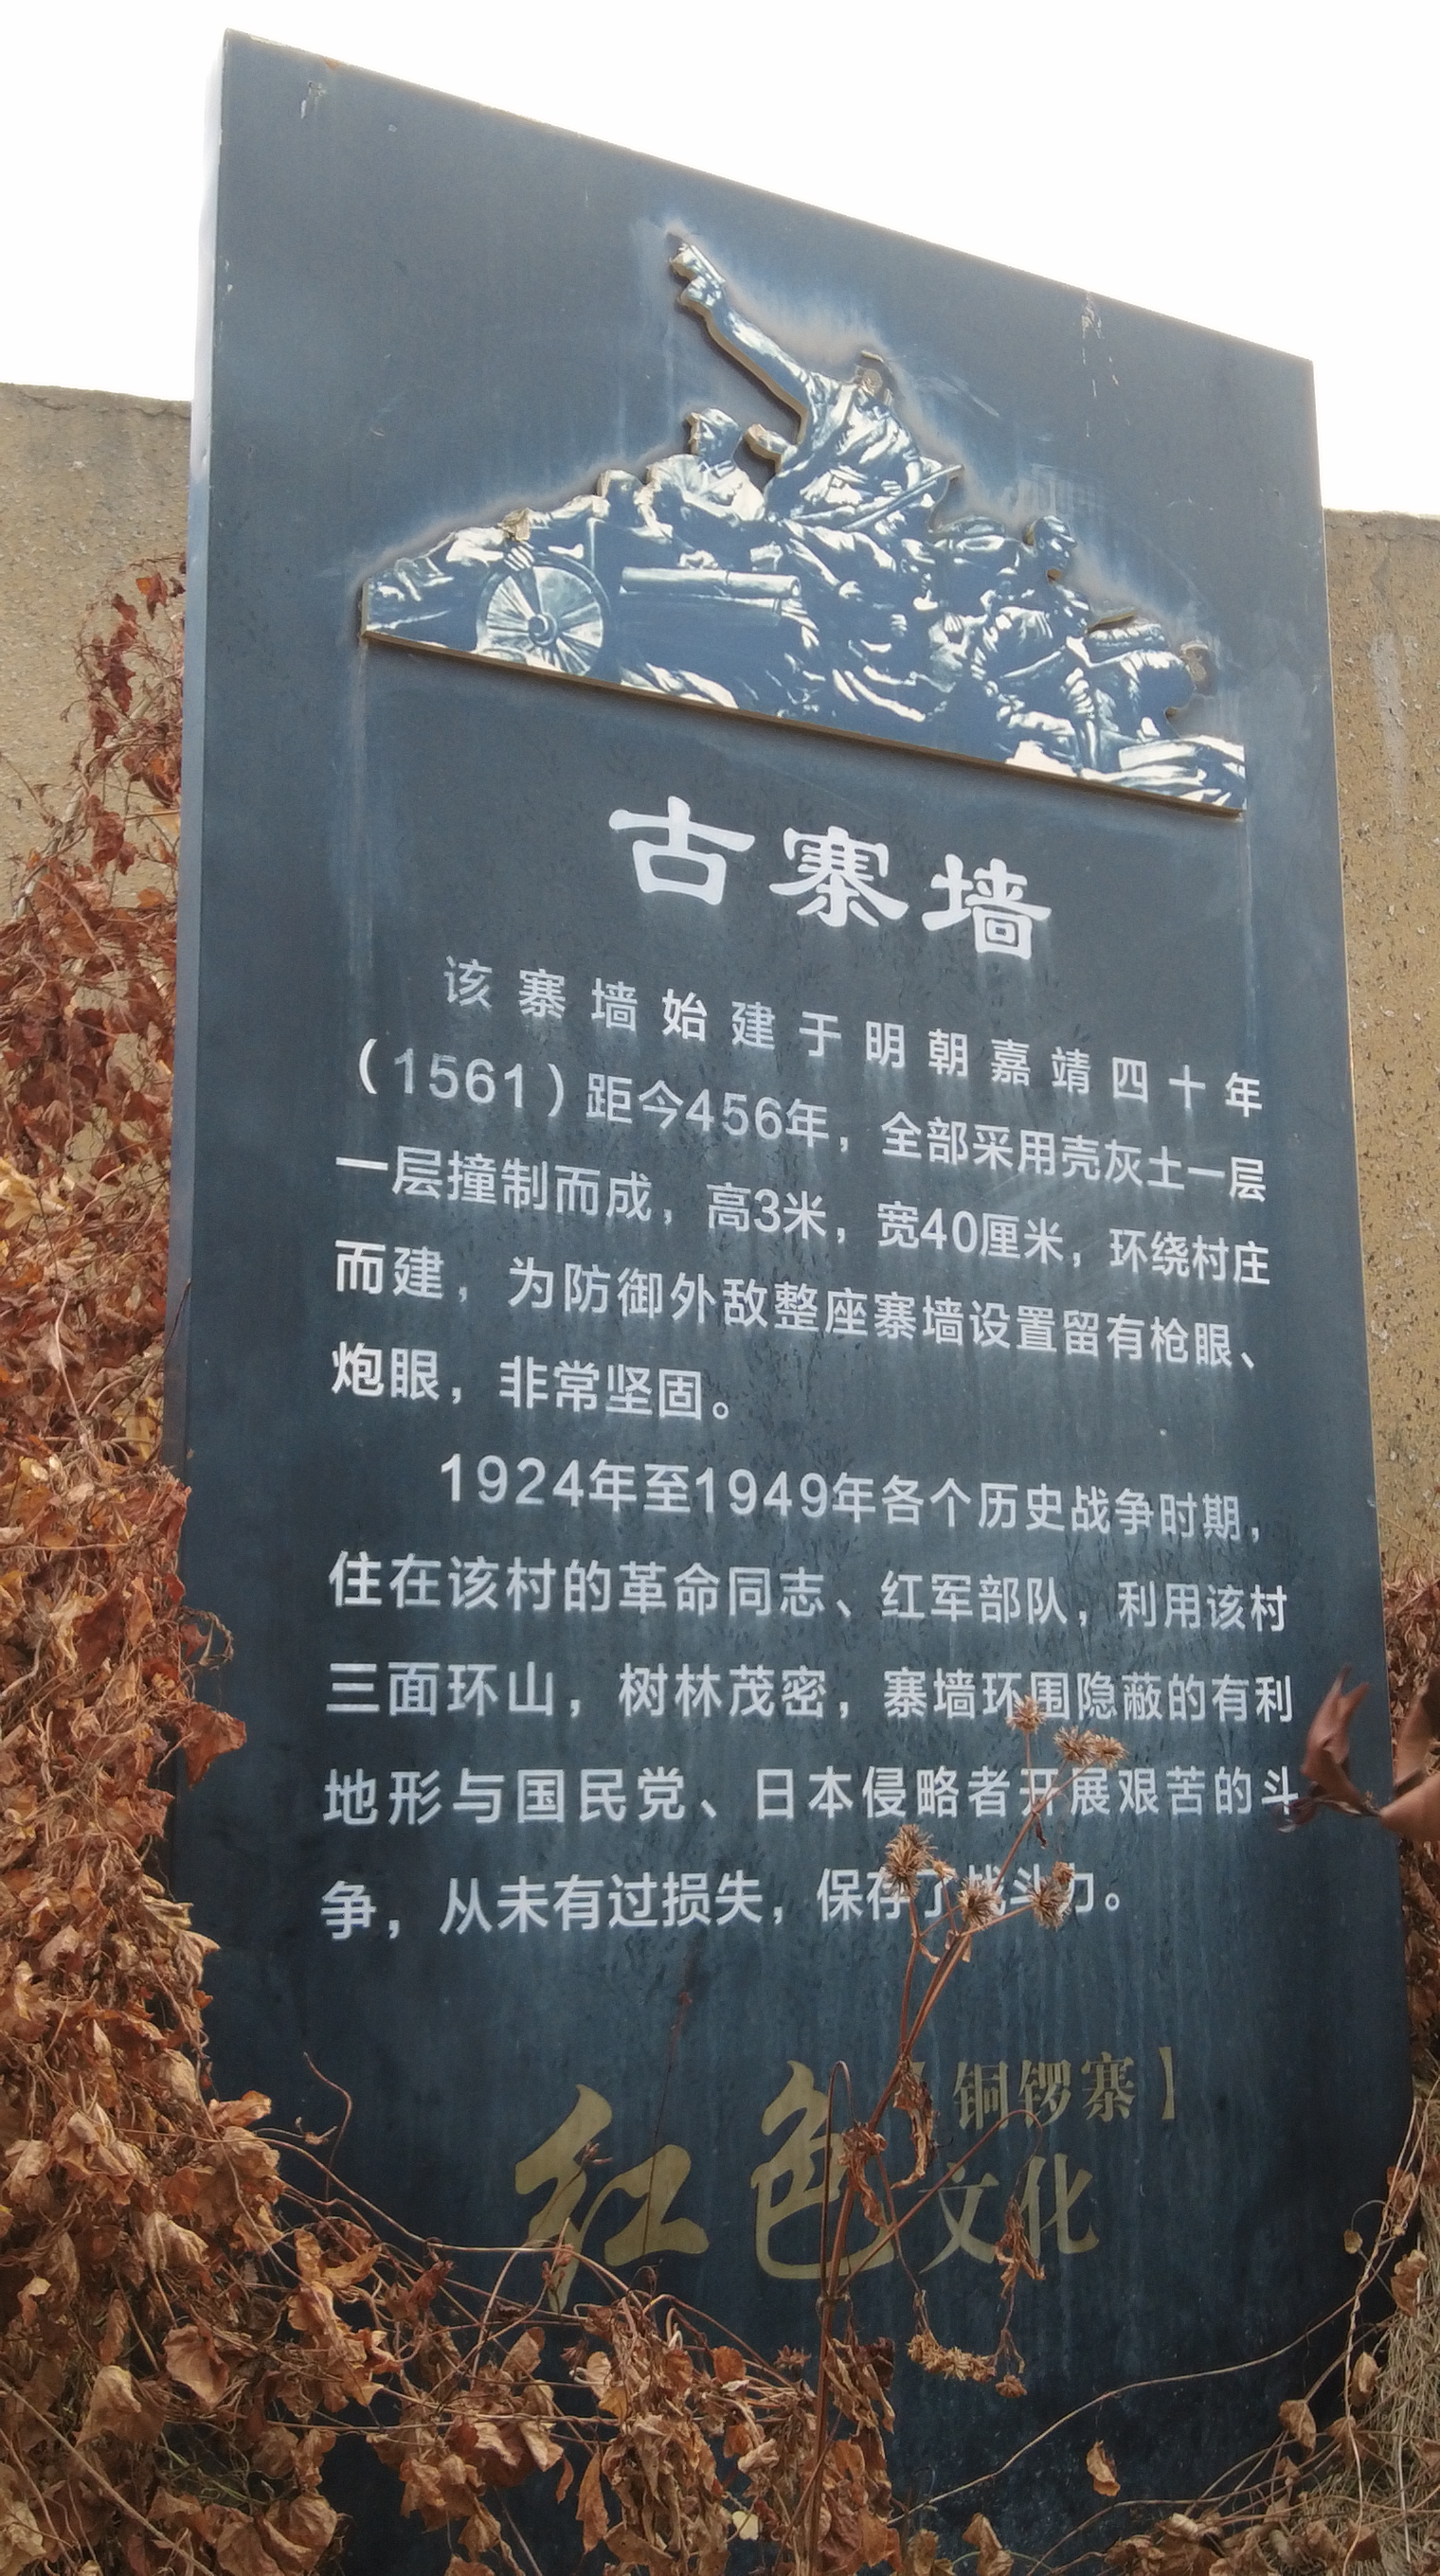 古寨墙
该寨墙始建于明朝嘉靖四十年
（1561）距今456年，全部采用壳灰土一层
一层撞制而成，高3米，宽40厘米，环绕村庄
而建，为防御外敌整座寨墙设置留有枪眼、
炮眼，非常坚固。
1924年至1949年各个历史战争时期，
住在该村的革命同志、红军部队，利用该村
三面环山，树林茂密，寨墙环围隐蔽的有利
地形与国民党、日本侵略者开展艰苦的斗
争，从未有过损失，保存了战斗力。
【铜锣寨】
红色文化